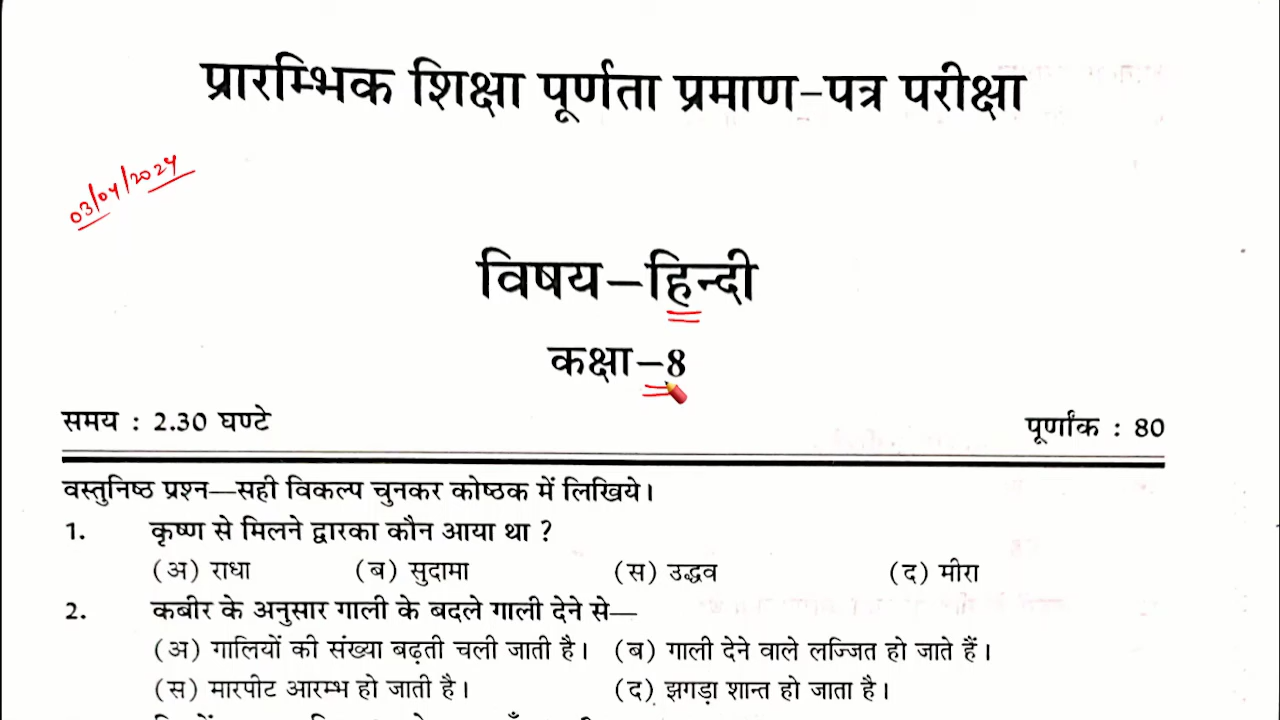 प्रारम्भिक शिक्षा पूर्णता प्रमाण-पत्र परीक्षा
03/04/2024
विषय–हिन्दी
कक्षा–8
समय : 2.30 घण्टे पूर्णांक : 80
वस्तुनिष्ठ प्रश्न—सही विकल्प चुनकर कोष्ठक में लिखिये।
1. कृष्ण से मिलने द्वारका कौन आया था ?
(अ) राधा (ब) सुदामा (स) उद्धव (द) मीरा
2. कबीर के अनुसार गाली के बदले गाली देने से—
(अ) गालियों की संख्या बढ़ती चली जाती है। (ब) गाली देने वाले लज्जित हो जाते हैं।
(स) मारपीट आरम्भ हो जाती है। (द) झगड़ा शान्त हो जाता है।